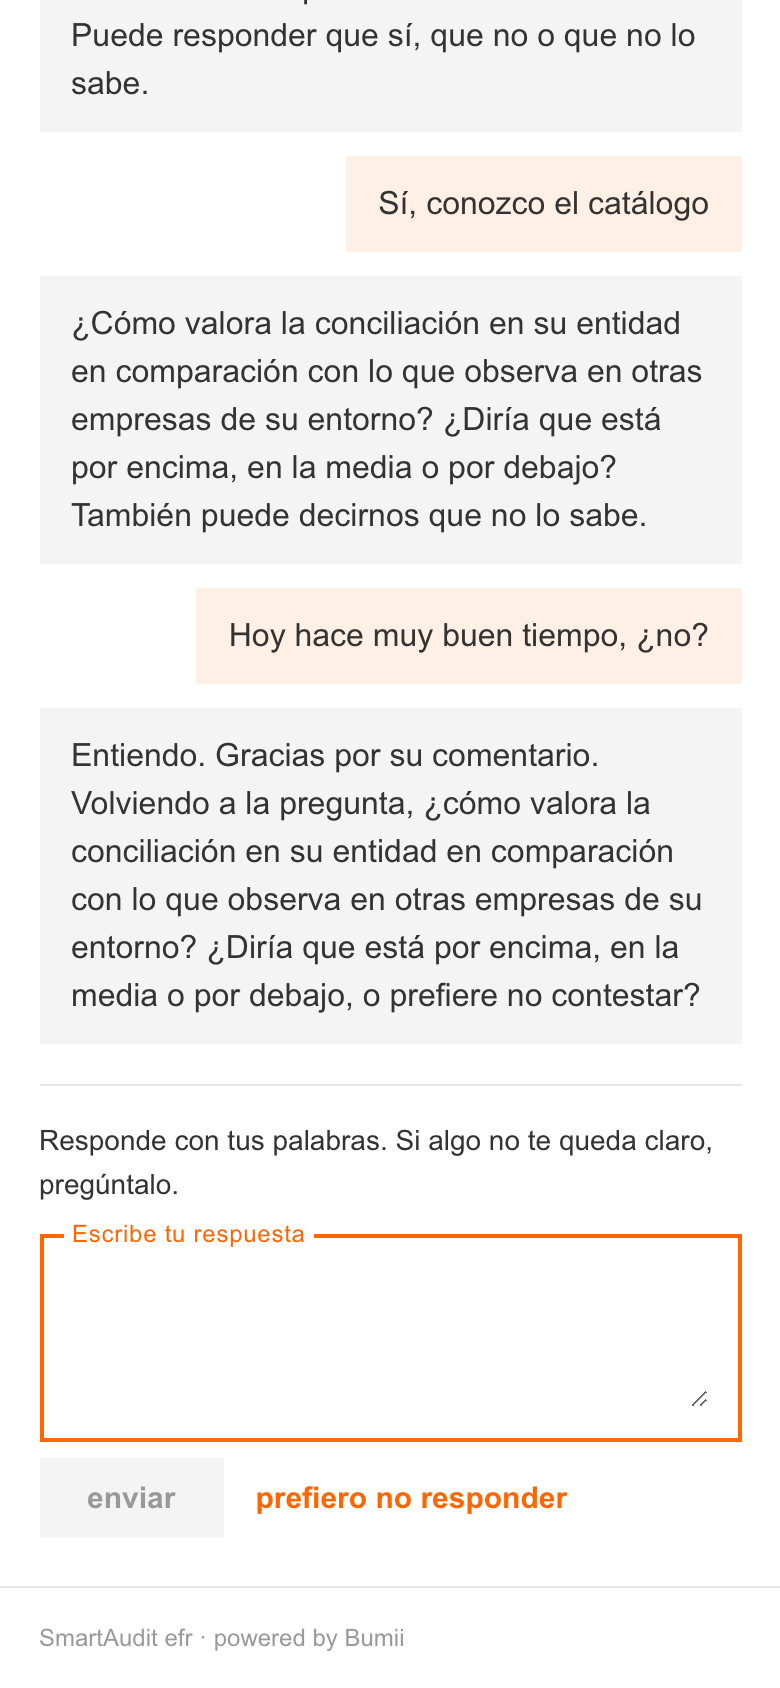 Puede responder que sí, que no o que no lo
sabe.
Sí, conozco el catálogo
¿Cómo valora la conciliación en su entidad
en comparación con lo que observa en otras
empresas de su entorno? ¿Diría que está
por encima, en la media o por debajo?
También puede decirnos que no lo sabe.
Hoy hace muy buen tiempo, ¿no?
Entiendo. Gracias por su comentario.
Volviendo a la pregunta, ¿cómo valora la
conciliación en su entidad en comparación
con lo que observa en otras empresas de su
entorno? ¿Diría que está por encima, en la
media o por debajo, o prefiere no contestar?
Responde con tus palabras. Si algo no te queda claro,
pregúntalo.
Escribe tu respuesta
enviar
prefiero no responder
SmartAudit efr · powered by Bumii